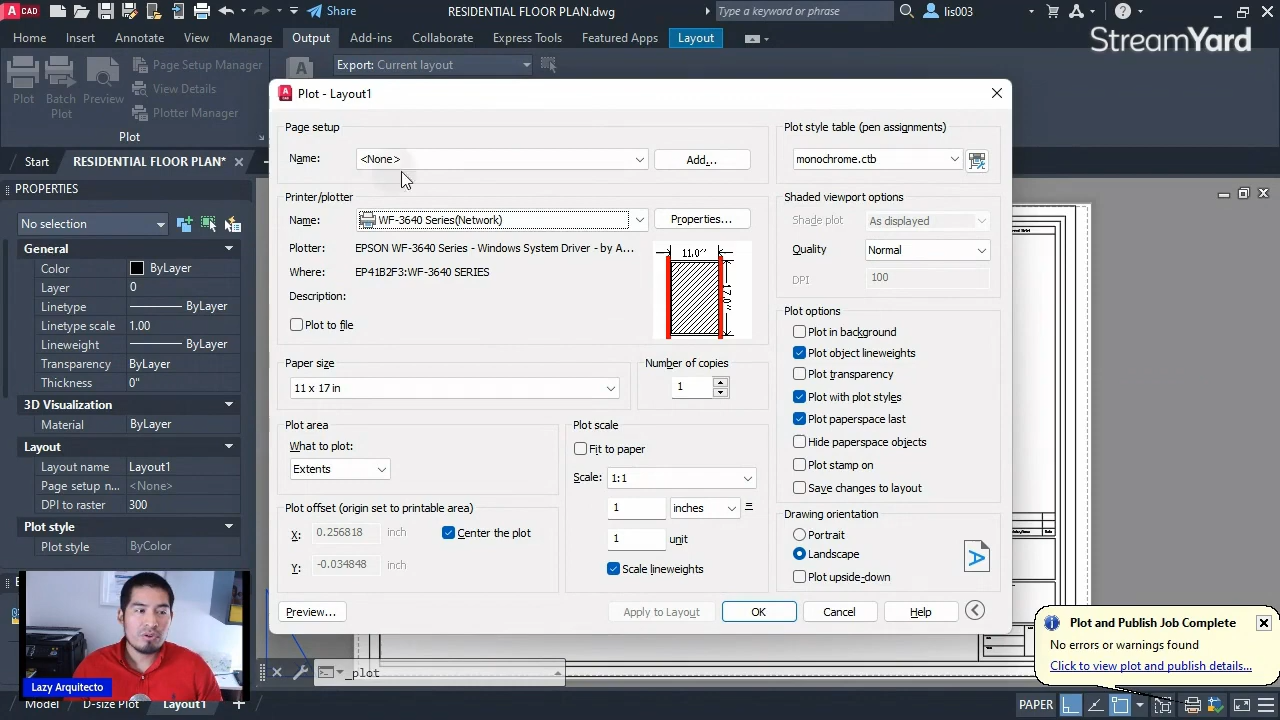 CAD
Share
RESIDENTIAL FLOOR PLAN.dwg
Type a keyword or phrase
lis003
Home Insert Annotate View Manage Output Add-ins Collaborate Express Tools Featured Apps Layout
StreamYard
Plot
Batch Plot
Preview
Page Setup Manager
View Details
Plotter Manager
Export: Current layout
Plot
Start
RESIDENTIAL FLOOR PLAN*
PROPERTIES
No selection
General
Color ByLayer
Layer 0
Linetype ByLayer
Linetype scale 1.00
Lineweight ByLayer
Transparency ByLayer
Thickness 0"
3D Visualization
Material ByLayer
Layout
Layout name Layout1
Page setup n... <None>
DPI to raster 300
Plot style
Plot style ByColor
Lazy Arquitecto
Plot - Layout1
Page setup
Name: <None> Add...
Printer/plotter
Name: WF-3640 Series(Network) Properties...
Plotter: EPSON WF-3640 Series - Windows System Driver - by A...
Where: EP41B2F3:WF-3640 SERIES
Description:
Plot to file
11.0''
17.0''
Paper size
11 x 17 in
Number of copies
1
Plot area
What to plot:
Extents
Plot scale
Fit to paper
Scale: 1:1
1 inches =
1 unit
Scale lineweights
Plot offset (origin set to printable area)
X: 0.256818 inch Center the plot
Y: -0.034848 inch
Plot style table (pen assignments)
monochrome.ctb
Shaded viewport options
Shade plot As displayed
Quality Normal
DPI 100
Plot options
Plot in background
Plot object lineweights
Plot transparency
Plot with plot styles
Plot paperspace last
Hide paperspace objects
Plot stamp on
Save changes to layout
Drawing orientation
Portrait
Landscape
Plot upside-down
A
Preview... Apply to Layout OK Cancel Help
Plot and Publish Job Complete
No errors or warnings found
Click to view plot and publish details...
_plot
Model D-size Plot Layout1 +
PAPER